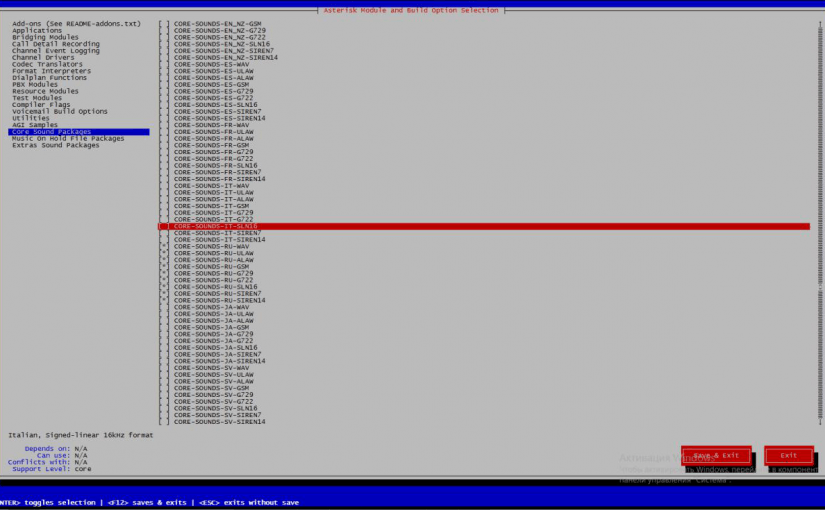 Asterisk Module and Build Option Selection
Add-ons (See README-addons.txt)
Applications
Bridging Modules
Call Detail Recording
Channel Event Logging
Channel Drivers
Codec Translators
Format Interpreters
Dialplan Functions
PBX Modules
Resource Modules
Test Modules
Compiler Flags
Voicemail Build Options
Utilities
AGI Samples
Core Sound Packages
Music On Hold File Packages
Extras Sound Packages
[ ] CORE-SOUNDS-EN_NZ-GSM
[ ] CORE-SOUNDS-EN_NZ-G729
[ ] CORE-SOUNDS-EN_NZ-G722
[ ] CORE-SOUNDS-EN_NZ-SLN16
[ ] CORE-SOUNDS-EN_NZ-SIREN7
[ ] CORE-SOUNDS-EN_NZ-SIREN14
[ ] CORE-SOUNDS-ES-WAV
[ ] CORE-SOUNDS-ES-ULAW
[ ] CORE-SOUNDS-ES-ALAW
[ ] CORE-SOUNDS-ES-GSM
[ ] CORE-SOUNDS-ES-G729
[ ] CORE-SOUNDS-ES-G722
[ ] CORE-SOUNDS-ES-SLN16
[ ] CORE-SOUNDS-ES-SIREN7
[ ] CORE-SOUNDS-ES-SIREN14
[ ] CORE-SOUNDS-FR-WAV
[ ] CORE-SOUNDS-FR-ULAW
[ ] CORE-SOUNDS-FR-ALAW
[ ] CORE-SOUNDS-FR-GSM
[ ] CORE-SOUNDS-FR-G729
[ ] CORE-SOUNDS-FR-G722
[ ] CORE-SOUNDS-FR-SLN16
[ ] CORE-SOUNDS-FR-SIREN7
[ ] CORE-SOUNDS-FR-SIREN14
[ ] CORE-SOUNDS-IT-WAV
[ ] CORE-SOUNDS-IT-ULAW
[ ] CORE-SOUNDS-IT-ALAW
[ ] CORE-SOUNDS-IT-GSM
[ ] CORE-SOUNDS-IT-G729
[ ] CORE-SOUNDS-IT-G722
[ ] CORE-SOUNDS-IT-SLN16
[ ] CORE-SOUNDS-IT-SIREN7
[ ] CORE-SOUNDS-IT-SIREN14
[*] CORE-SOUNDS-RU-WAV
[*] CORE-SOUNDS-RU-ULAW
[*] CORE-SOUNDS-RU-ALAW
[*] CORE-SOUNDS-RU-GSM
[*] CORE-SOUNDS-RU-G729
[*] CORE-SOUNDS-RU-G722
[*] CORE-SOUNDS-RU-SLN16
[*] CORE-SOUNDS-RU-SIREN7
[*] CORE-SOUNDS-RU-SIREN14
[ ] CORE-SOUNDS-JA-WAV
[ ] CORE-SOUNDS-JA-ULAW
[ ] CORE-SOUNDS-JA-ALAW
[ ] CORE-SOUNDS-JA-GSM
[ ] CORE-SOUNDS-JA-G729
[ ] CORE-SOUNDS-JA-G722
[ ] CORE-SOUNDS-JA-SLN16
[ ] CORE-SOUNDS-JA-SIREN7
[ ] CORE-SOUNDS-JA-SIREN14
[ ] CORE-SOUNDS-SV-WAV
[ ] CORE-SOUNDS-SV-ULAW
[ ] CORE-SOUNDS-SV-ALAW
[ ] CORE-SOUNDS-SV-GSM
[ ] CORE-SOUNDS-SV-G729
[ ] CORE-SOUNDS-SV-G722
[ ] CORE-SOUNDS-SV-SLN16
[ ] CORE-SOUNDS-SV-SIREN7
[ ] CORE-SOUNDS-SV-SIREN14
Italian, Signed-linear 16kHz format
Depends on: N/A
Can use: N/A
Conflicts with: N/A
Support Level: core
Save & Exit
Exit
Активация Windows
Windows, перей в компонент
панели управления "Система".
NTER> toggles selection | <F12> saves & exits | <ESC> exits without save